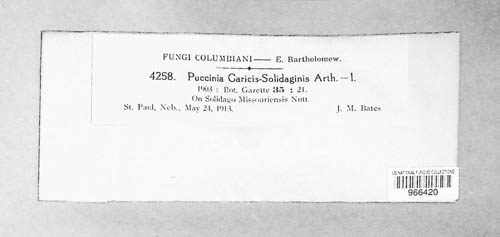 FUNGI COLUMBIANI — E. Bartholomew.
4258. Puccinia Caricis-Solidaginis Arth. — I.
1903 : Bot. Gazette 35 : 21.
On Solidago Missouriensis Nutt.
St. Paul, Neb., May 24, 1913. J. M. Bates
US NATIONAL FUNGUS COLLECTIONS
966420